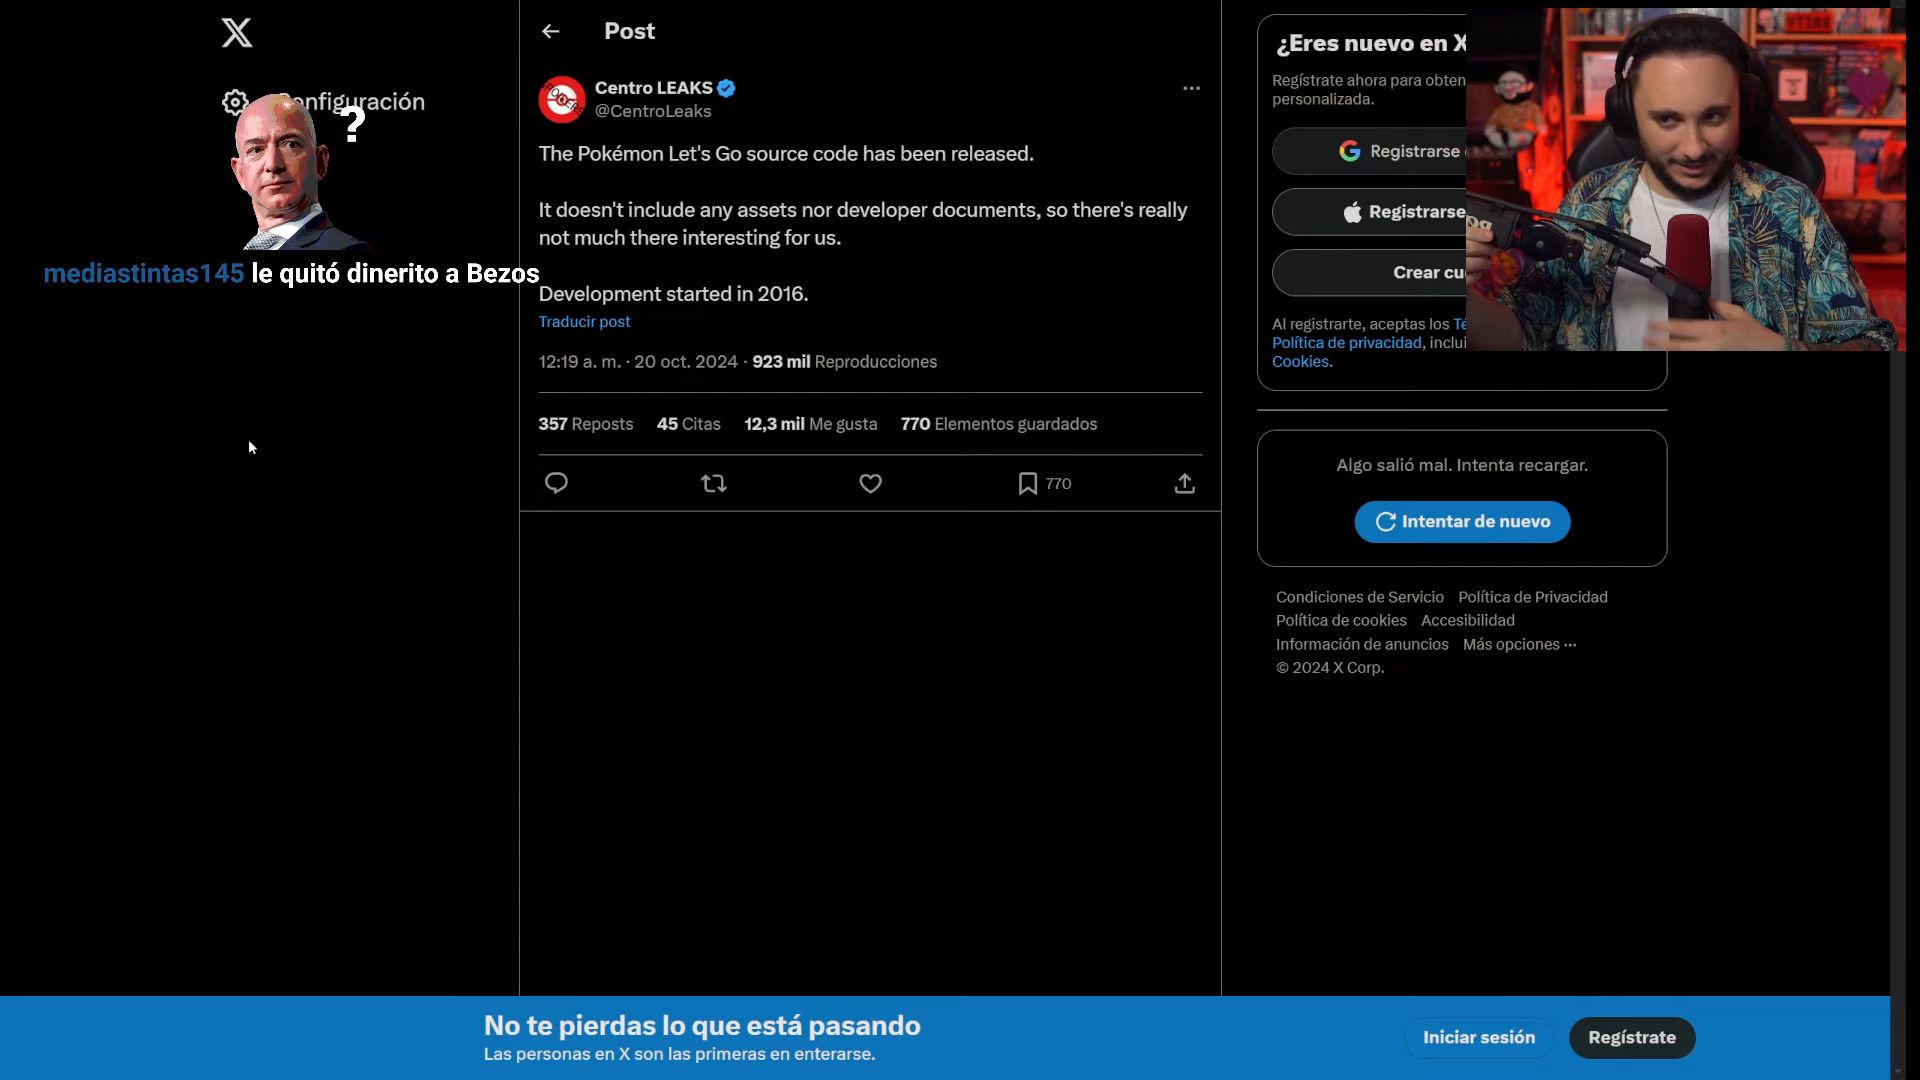 Post
Configuración
?
mediastintas145 le quitó dinerito a Bezos
Centro LEAKS
@CentroLeaks
The Pokémon Let's Go source code has been released.
It doesn't include any assets nor developer documents, so there's really
not much there interesting for us.
Development started in 2016.
Traducir post
12:19 a. m. · 20 oct. 2024 · 923 mil Reproducciones
357 Reposts 45 Citas 12,3 mil Me gusta 770 Elementos guardados
770
¿Eres nuevo en X
Regístrate ahora para obten
personalizada.
Registrarse
Registrarse
Crear cu
Al registrarte, aceptas los Té
Política de privacidad, inclu
Cookies.
Algo salió mal. Intenta recargar.
Intentar de nuevo
Condiciones de Servicio Política de Privacidad
Política de cookies Accesibilidad
Información de anuncios Más opciones ···
© 2024 X Corp.
No te pierdas lo que está pasando
Las personas en X son las primeras en enterarse.
Iniciar sesión
Regístrate